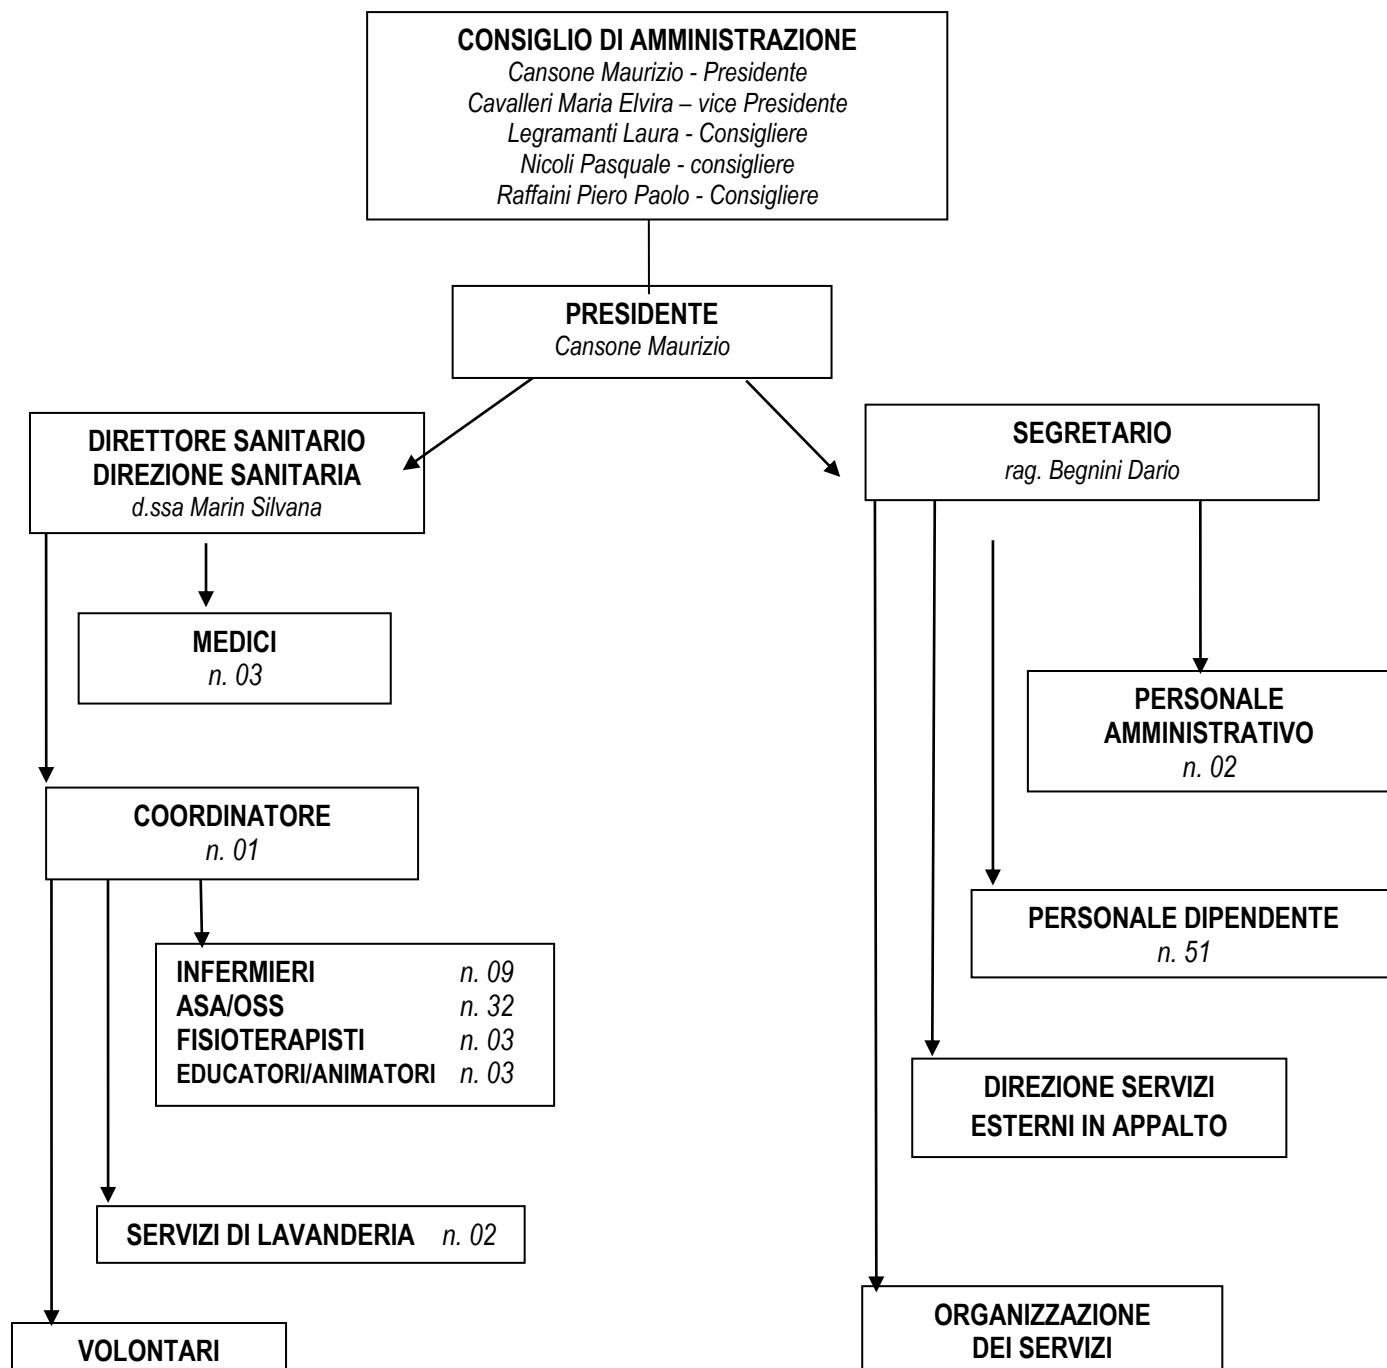 CONSIGLIO DI AMMINISTRAZIONE
Cansone Maurizio - Presidente
Cavalleri Maria Elvira – vice Presidente
Legramanti Laura - Consigliere
Nicoli Pasquale - consigliere
Raffaini Piero Paolo - Consigliere
PRESIDENTE
Cansone Maurizio
DIRETTORE SANITARIO
DIREZIONE SANITARIA
d.ssa Marin Silvana
SEGRETARIO
rag. Begnini Dario
MEDICI
n. 03
PERSONALE
AMMINISTRATIVO
n. 02
COORDINATORE
n. 01
PERSONALE DIPENDENTE
n. 51
INFERMIERI n. 09
ASA/OSS n. 32
FISIOTERAPISTI n. 03
EDUCATORI/ANIMATORI n. 03
DIREZIONE SERVIZI
ESTERNI IN APPALTO
SERVIZI DI LAVANDERIA n. 02
ORGANIZZAZIONE
DEI SERVIZI
VOLONTARI